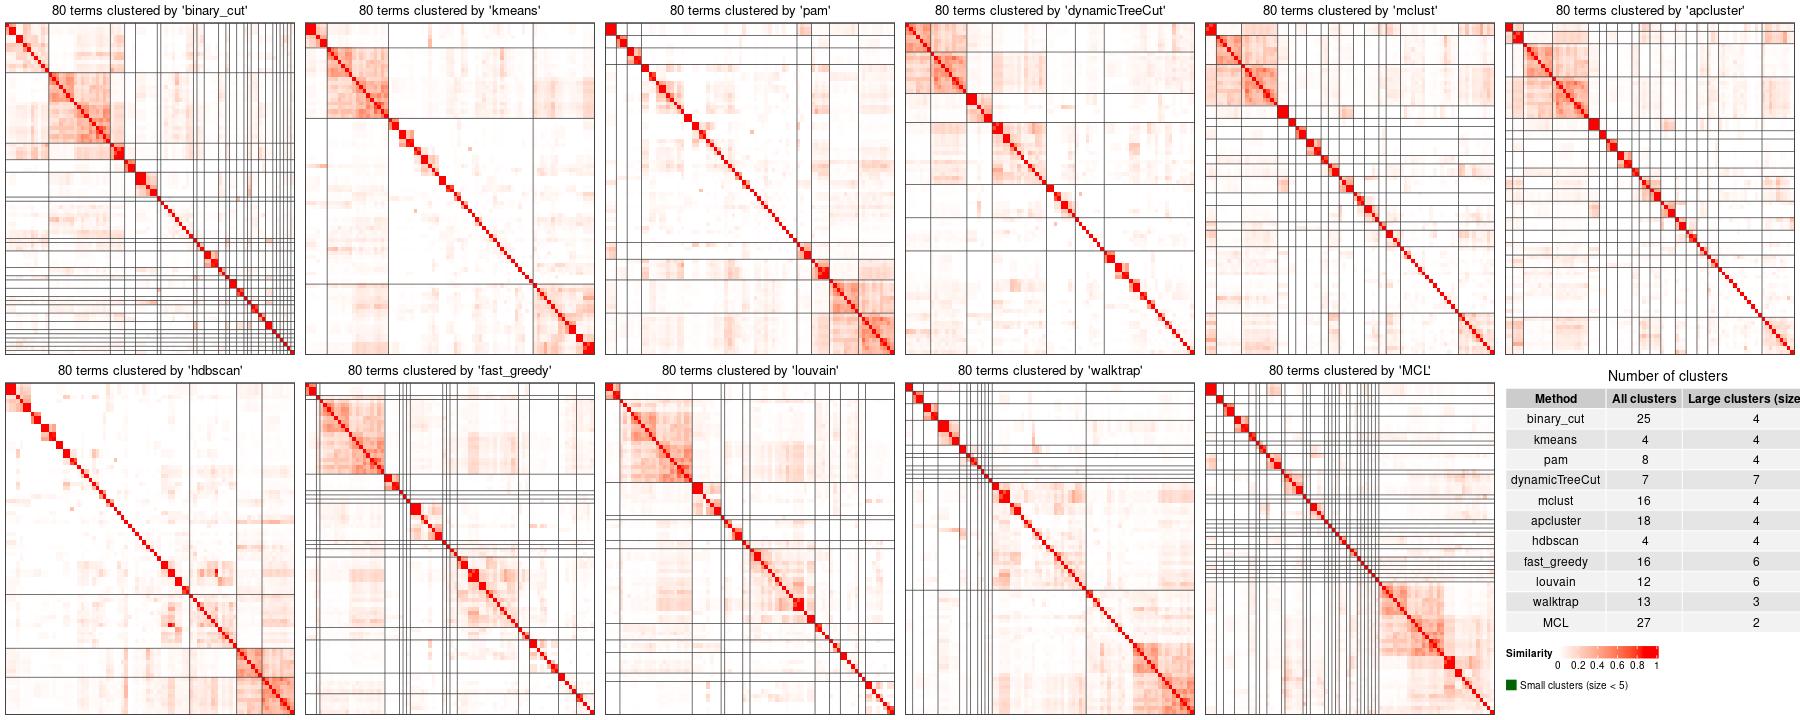 80 terms clustered by 'binary_cut'
80 terms clustered by 'kmeans'
80 terms clustered by 'pam'
80 terms clustered by 'dynamicTreeCut'
80 terms clustered by 'mclust'
80 terms clustered by 'apcluster'
80 terms clustered by 'hdbscan'
80 terms clustered by 'fast_greedy'
80 terms clustered by 'louvain'
80 terms clustered by 'walktrap'
80 terms clustered by 'MCL'
Number of clusters
Method All clusters Large clusters (size
binary_cut 25 4
kmeans 4 4
pam 8 4
dynamicTreeCut 7 7
mclust 16 4
apcluster 18 4
hdbscan 4 4
fast_greedy 16 6
louvain 12 6
walktrap 13 3
MCL 27 2
Similarity
0 0.2 0.4 0.6 0.8 1
Small clusters (size < 5)